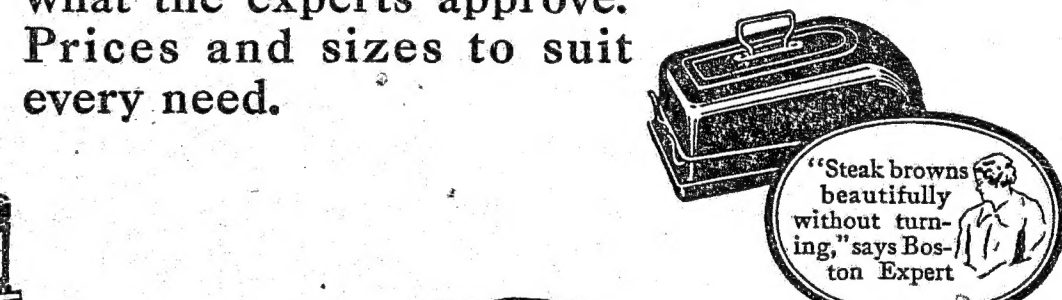 what the experts approve.
Prices and sizes to suit
every need.
“Steak browns
beautifully
without turn-
ing,” says Bos-
ton Expert